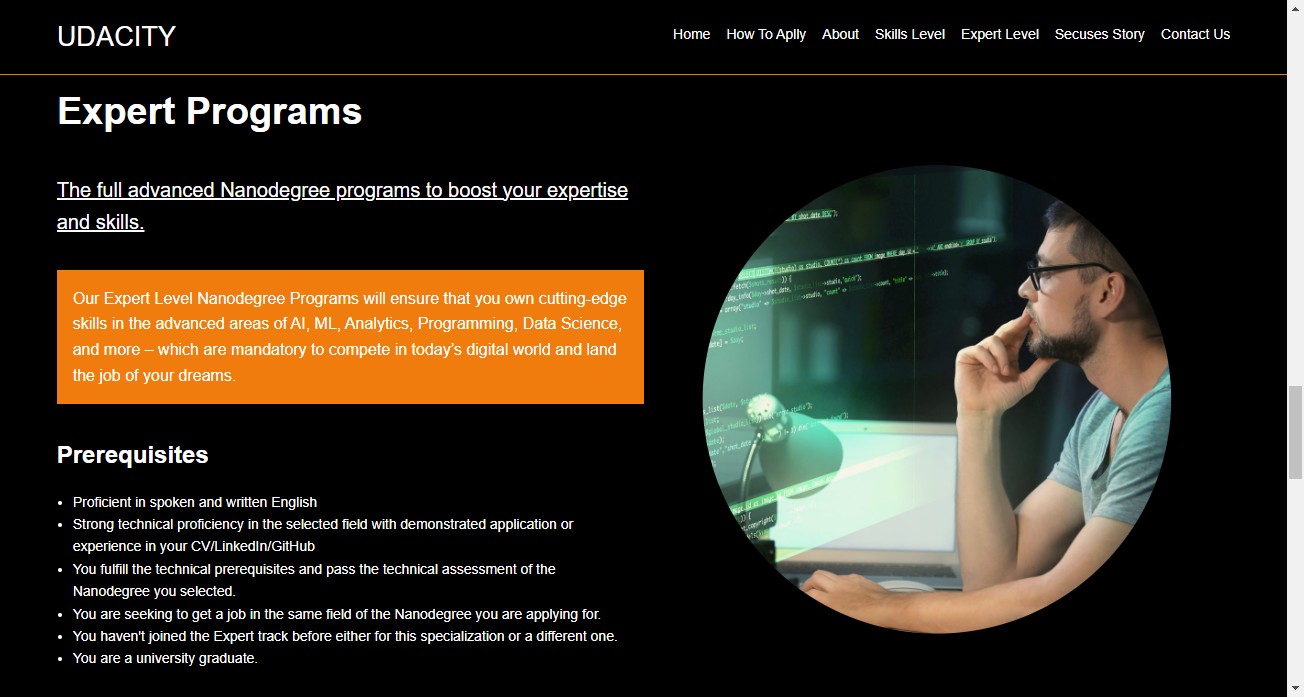 UDACITY
Home How To Aplly About Skills Level Expert Level Secuses Story Contact Us
Expert Programs
The full advanced Nanodegree programs to boost your expertise
and skills.
Our Expert Level Nanodegree Programs will ensure that you own cutting-edge
skills in the advanced areas of AI, ML, Analytics, Programming, Data Science,
and more – which are mandatory to compete in today's digital world and land
the job of your dreams.
Prerequisites
• Proficient in spoken and written English
• Strong technical proficiency in the selected field with demonstrated application or
experience in your CV/LinkedIn/GitHub
• You fulfill the technical prerequisites and pass the technical assessment of the
Nanodegree you selected.
• You are seeking to get a job in the same field of the Nanodegree you are applying for.
• You haven't joined the Expert track before either for this specialization or a different one.
• You are a university graduate.